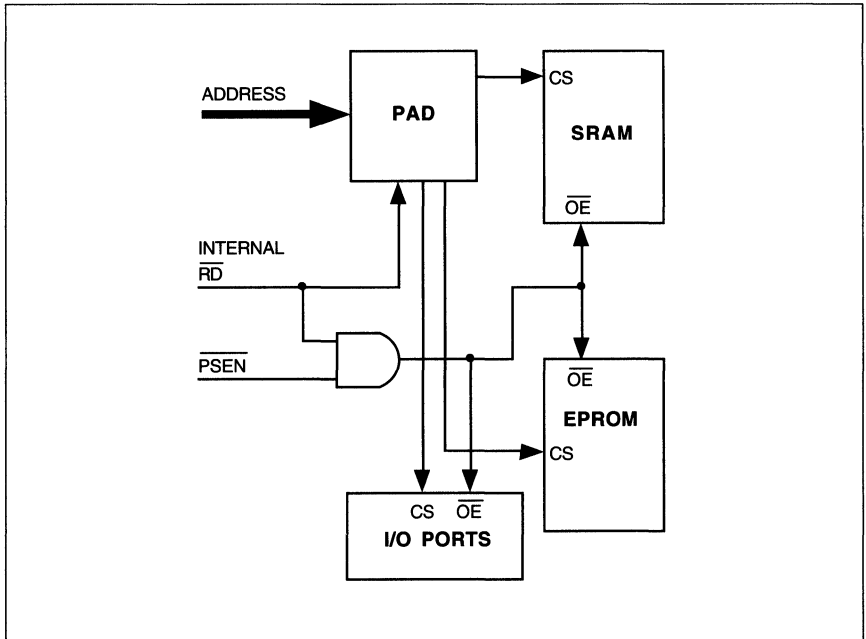 ADDRESS
PAD
CS
SRAM
OE
INTERNAL
RD
PSEN
OE
EPROM
CS
CS OE
I/O PORTS